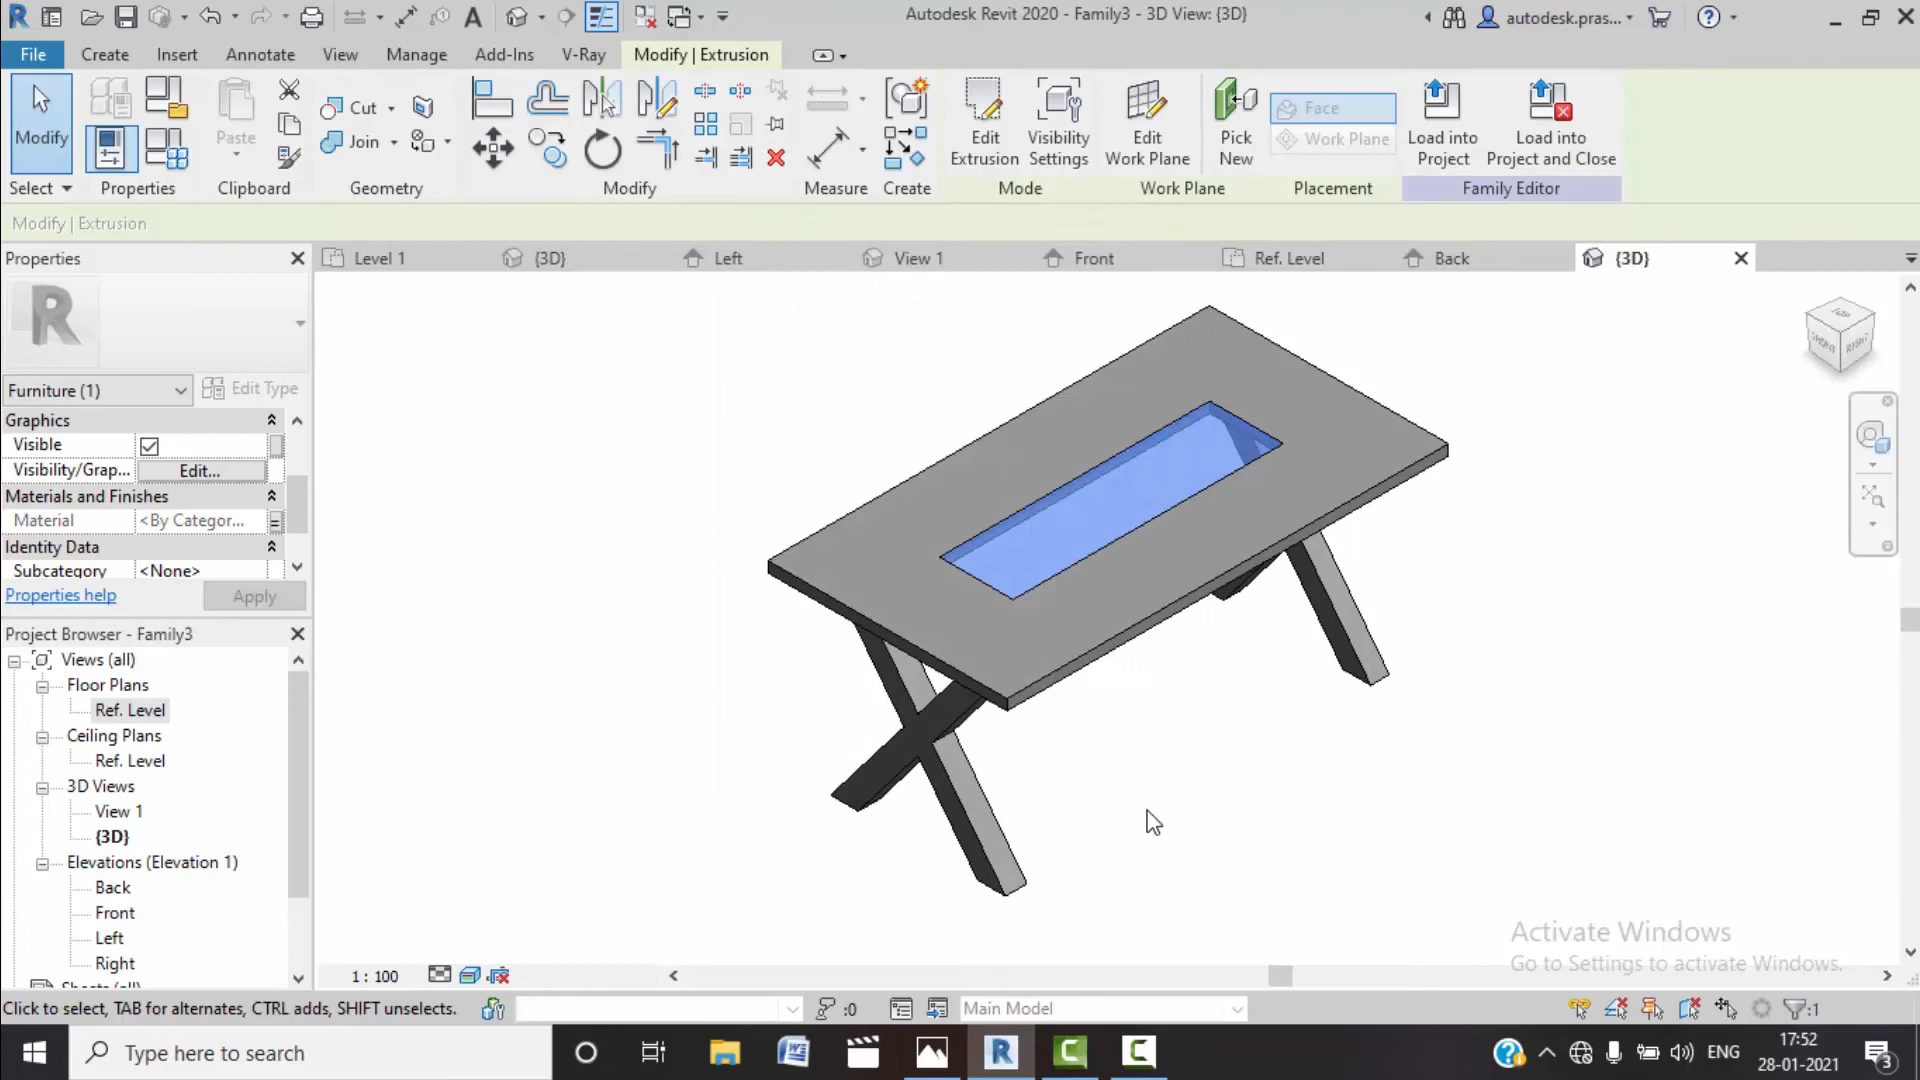 Autodesk Revit 2020 - Family3 - 3D View: {3D}
autodesk.pras...
File Create Insert Annotate View Manage Add-Ins V-Ray Modify | Extrusion
Modify
Paste
Cut
Join
Edit Extrusion
Visibility Settings
Edit Work Plane
Pick New
Face
Work Plane
Load into Project
Load into Project and Close
Select Properties Clipboard Geometry Modify Measure Create Mode Work Plane Placement Family Editor
Modify | Extrusion
Properties
Level 1 {3D} Left View 1 Front Ref. Level Back {3D}
R
Furniture (1) Edit Type
Graphics
Visible
Visibility/Grap... Edit...
Materials and Finishes
Material <By Categor...
Identity Data
Subcategory <None>
Properties help Apply
Project Browser - Family3
Views (all)
Floor Plans
Ref. Level
Ceiling Plans
Ref. Level
3D Views
View 1
{3D}
Elevations (Elevation 1)
Back
Front
Left
Right
TOP
FRONT
RIGHT
Activate Windows
Go to Settings to activate Windows.
1 : 100
Click to select, TAB for alternates, CTRL adds, SHIFT unselects.
:0
Main Model
:1
Type here to search
ENG
17:52
28-01-2021
3